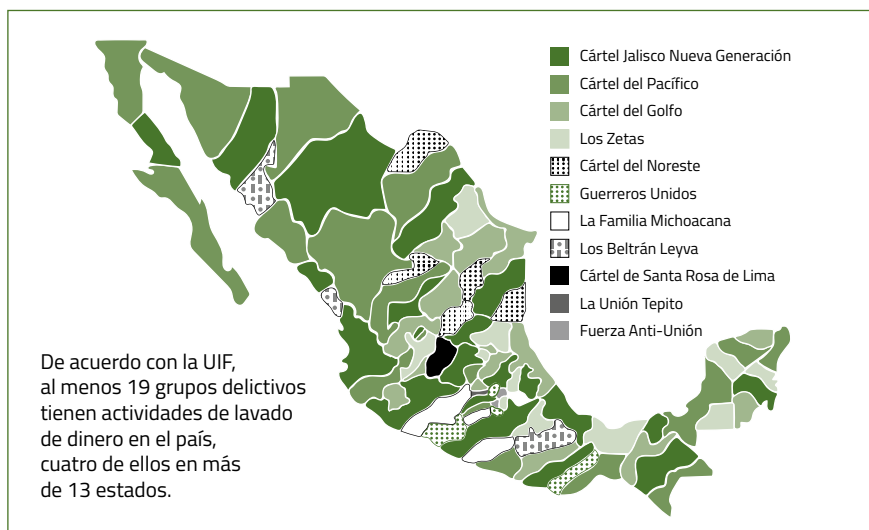 Cártel Jalisco Nueva Generación
Cártel del Pacífico
Cártel del Golfo
Los Zetas
Cártel del Noreste
Guerreros Unidos
La Familia Michoacana
Los Beltrán Leyva
Cártel de Santa Rosa de Lima
La Unión Tepito
Fuerza Anti-Unión
De acuerdo con la UIF,
al menos 19 grupos delictivos
tienen actividades de lavado
de dinero en el país,
cuatro de ellos en más
de 13 estados.